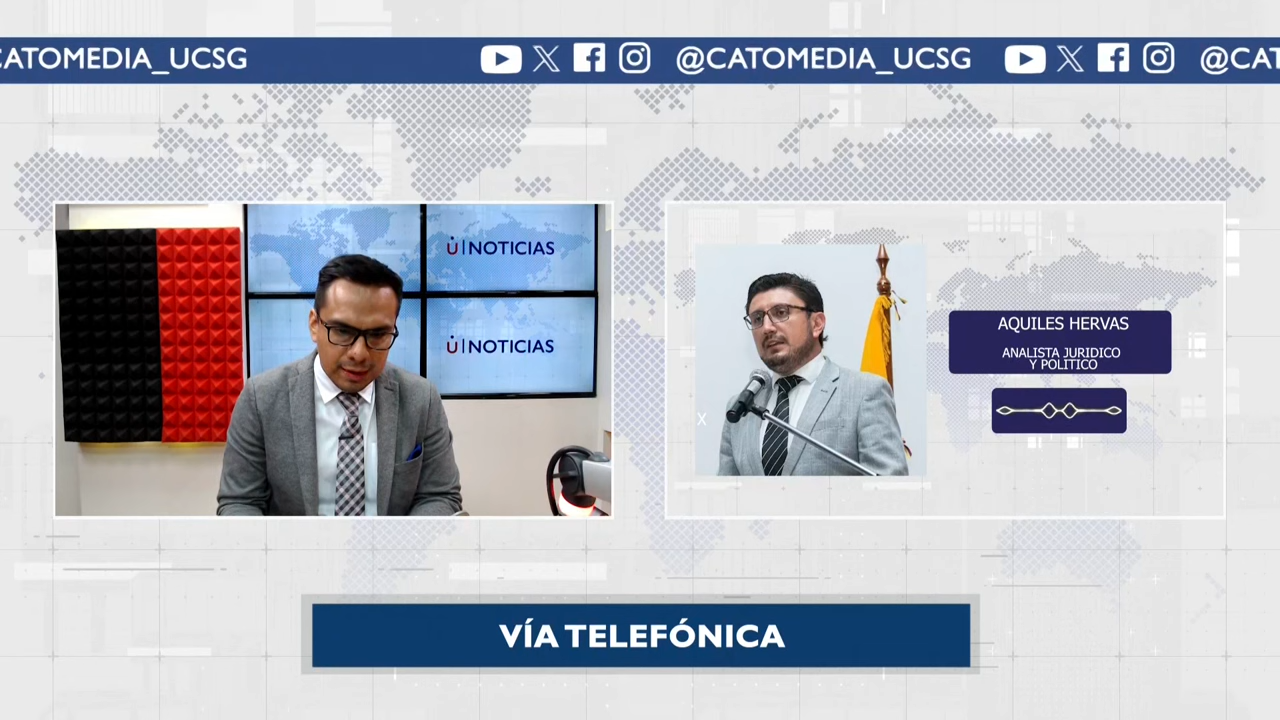 CATOMEDIA_UCSG @CATOMEDIA_UCSG @CAT
U|NOTICIAS
U|NOTICIAS
AQUILES HERVAS
ANALISTA JURIDICO
Y POLITICO
X
VÍA TELEFÓNICA